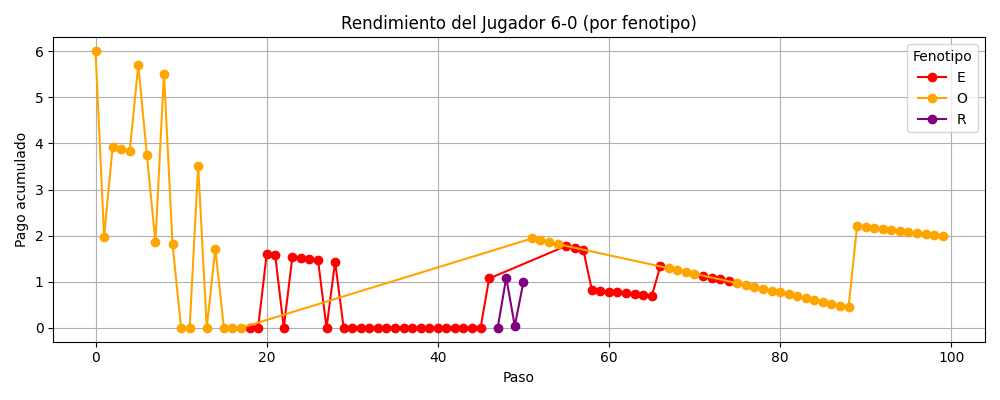 Rendimiento del Jugador 6-0 (por fenotipo)
Pago acumulado
6
5
4
3
2
1
0
0 20 40 60 80 100
Paso
Fenotipo
E
O
R